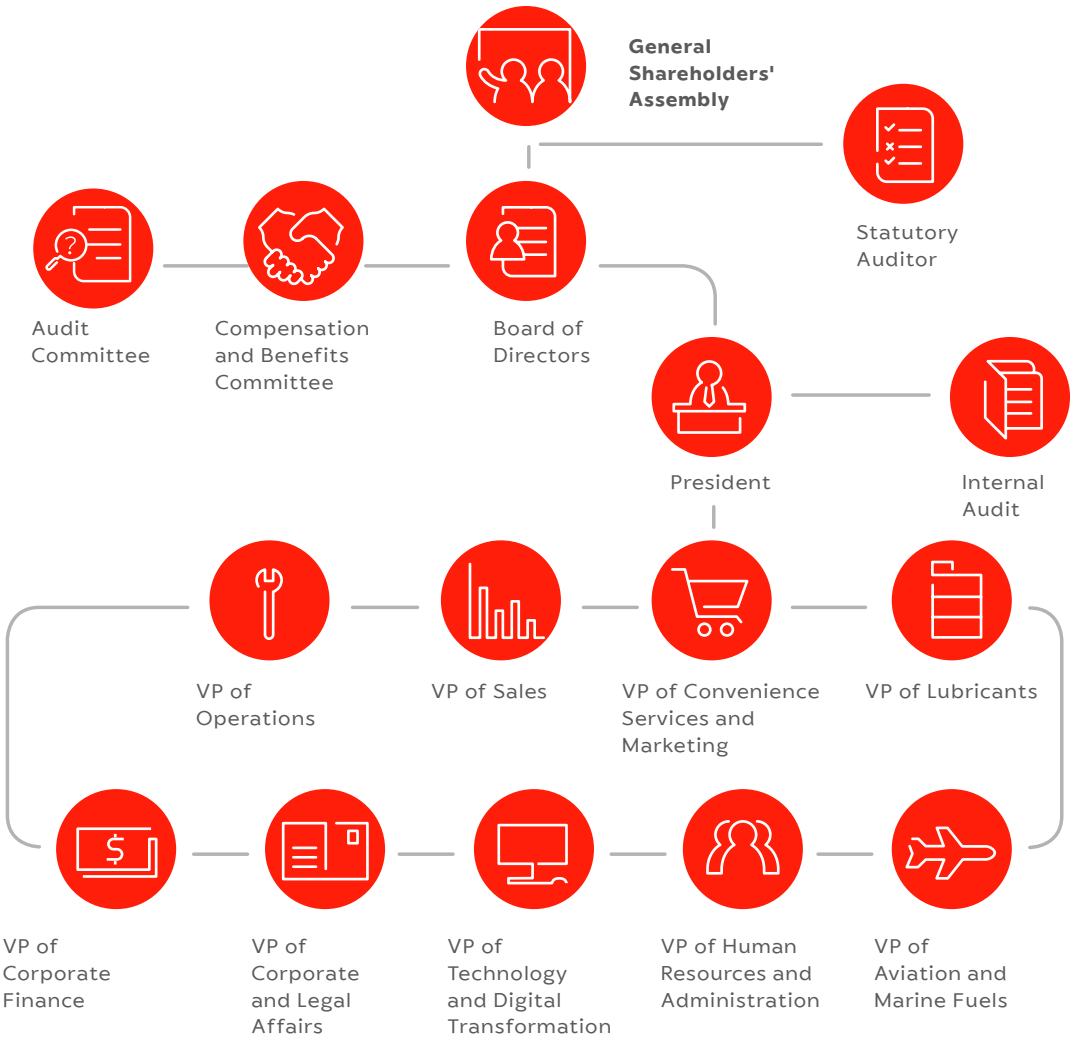 General
Shareholders'
Assembly
Statutory
Auditor
Audit
Committee
Compensation
and Benefits
Committee
Board of
Directors
President
Internal
Audit
VP of
Operations
VP of Sales
VP of Convenience
Services and
Marketing
VP of Lubricants
VP of
Corporate
Finance
VP of
Corporate
and Legal
Affairs
VP of
Technology
and Digital
Transformation
VP of Human
Resources and
Administration
VP of
Aviation and
Marine Fuels